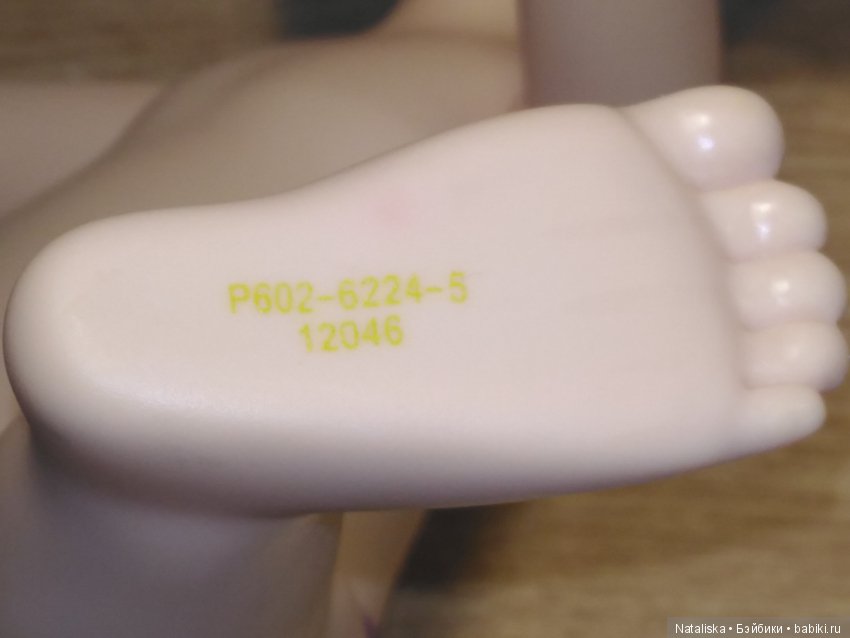 P602-6224-5
12046
Nataliska • Бэйбики • babiki.ru